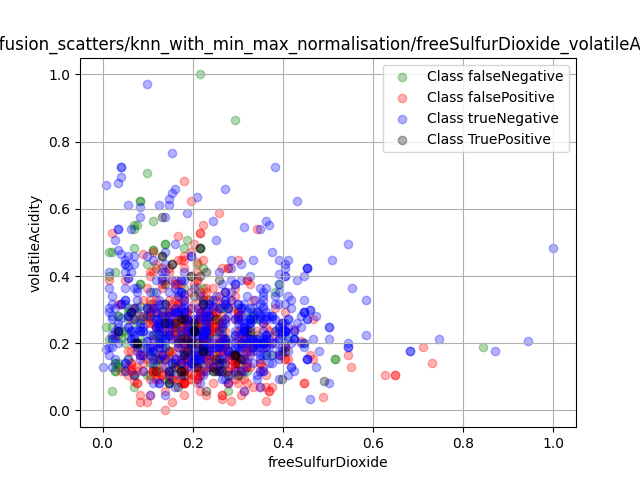 fusion_scatters/knn_with_min_max_normalisation/freeSulfurDioxide_volatileA
Class falseNegative
Class falsePositive
Class trueNegative
Class TruePositive
volatileAcidity
1.0
0.8
0.6
0.4
0.2
0.0
0.0 0.2 0.4 0.6 0.8 1.0
freeSulfurDioxide